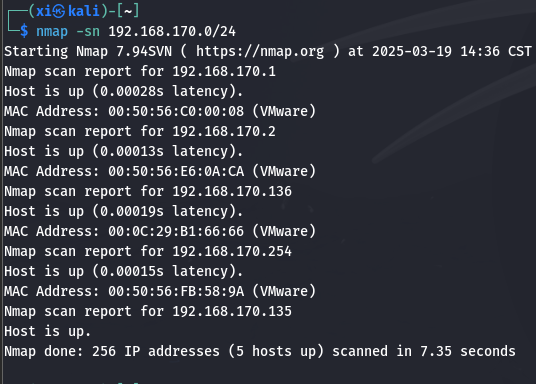 ┌──(xi㉿kali)-[~]
└─$ nmap -sn 192.168.170.0/24
Starting Nmap 7.94SVN ( https://nmap.org ) at 2025-03-19 14:36 CST
Nmap scan report for 192.168.170.1
Host is up (0.00028s latency).
MAC Address: 00:50:56:C0:00:08 (VMware)
Nmap scan report for 192.168.170.2
Host is up (0.00013s latency).
MAC Address: 00:50:56:E6:0A:CA (VMware)
Nmap scan report for 192.168.170.136
Host is up (0.00019s latency).
MAC Address: 00:0C:29:B1:66:66 (VMware)
Nmap scan report for 192.168.170.254
Host is up (0.00015s latency).
MAC Address: 00:50:56:FB:58:9A (VMware)
Nmap scan report for 192.168.170.135
Host is up.
Nmap done: 256 IP addresses (5 hosts up) scanned in 7.35 seconds